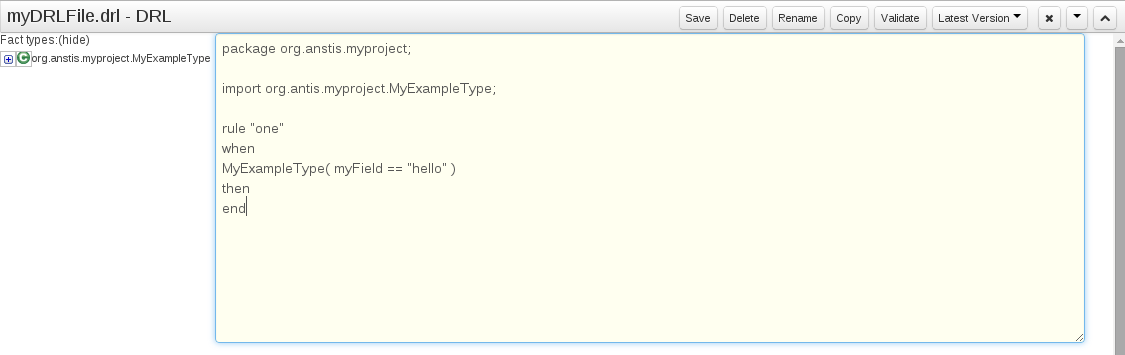 myDRLFile.drl - DRL
Save
Delete
Rename
Copy
Validate
Latest Version
Fact types:(hide)
org.anstis.myproject.MyExampleType
package org.anstis.myproject;
import org.antis.myproject.MyExampleType;
rule "one"
when
MyExampleType( myField == "hello" )
then
end